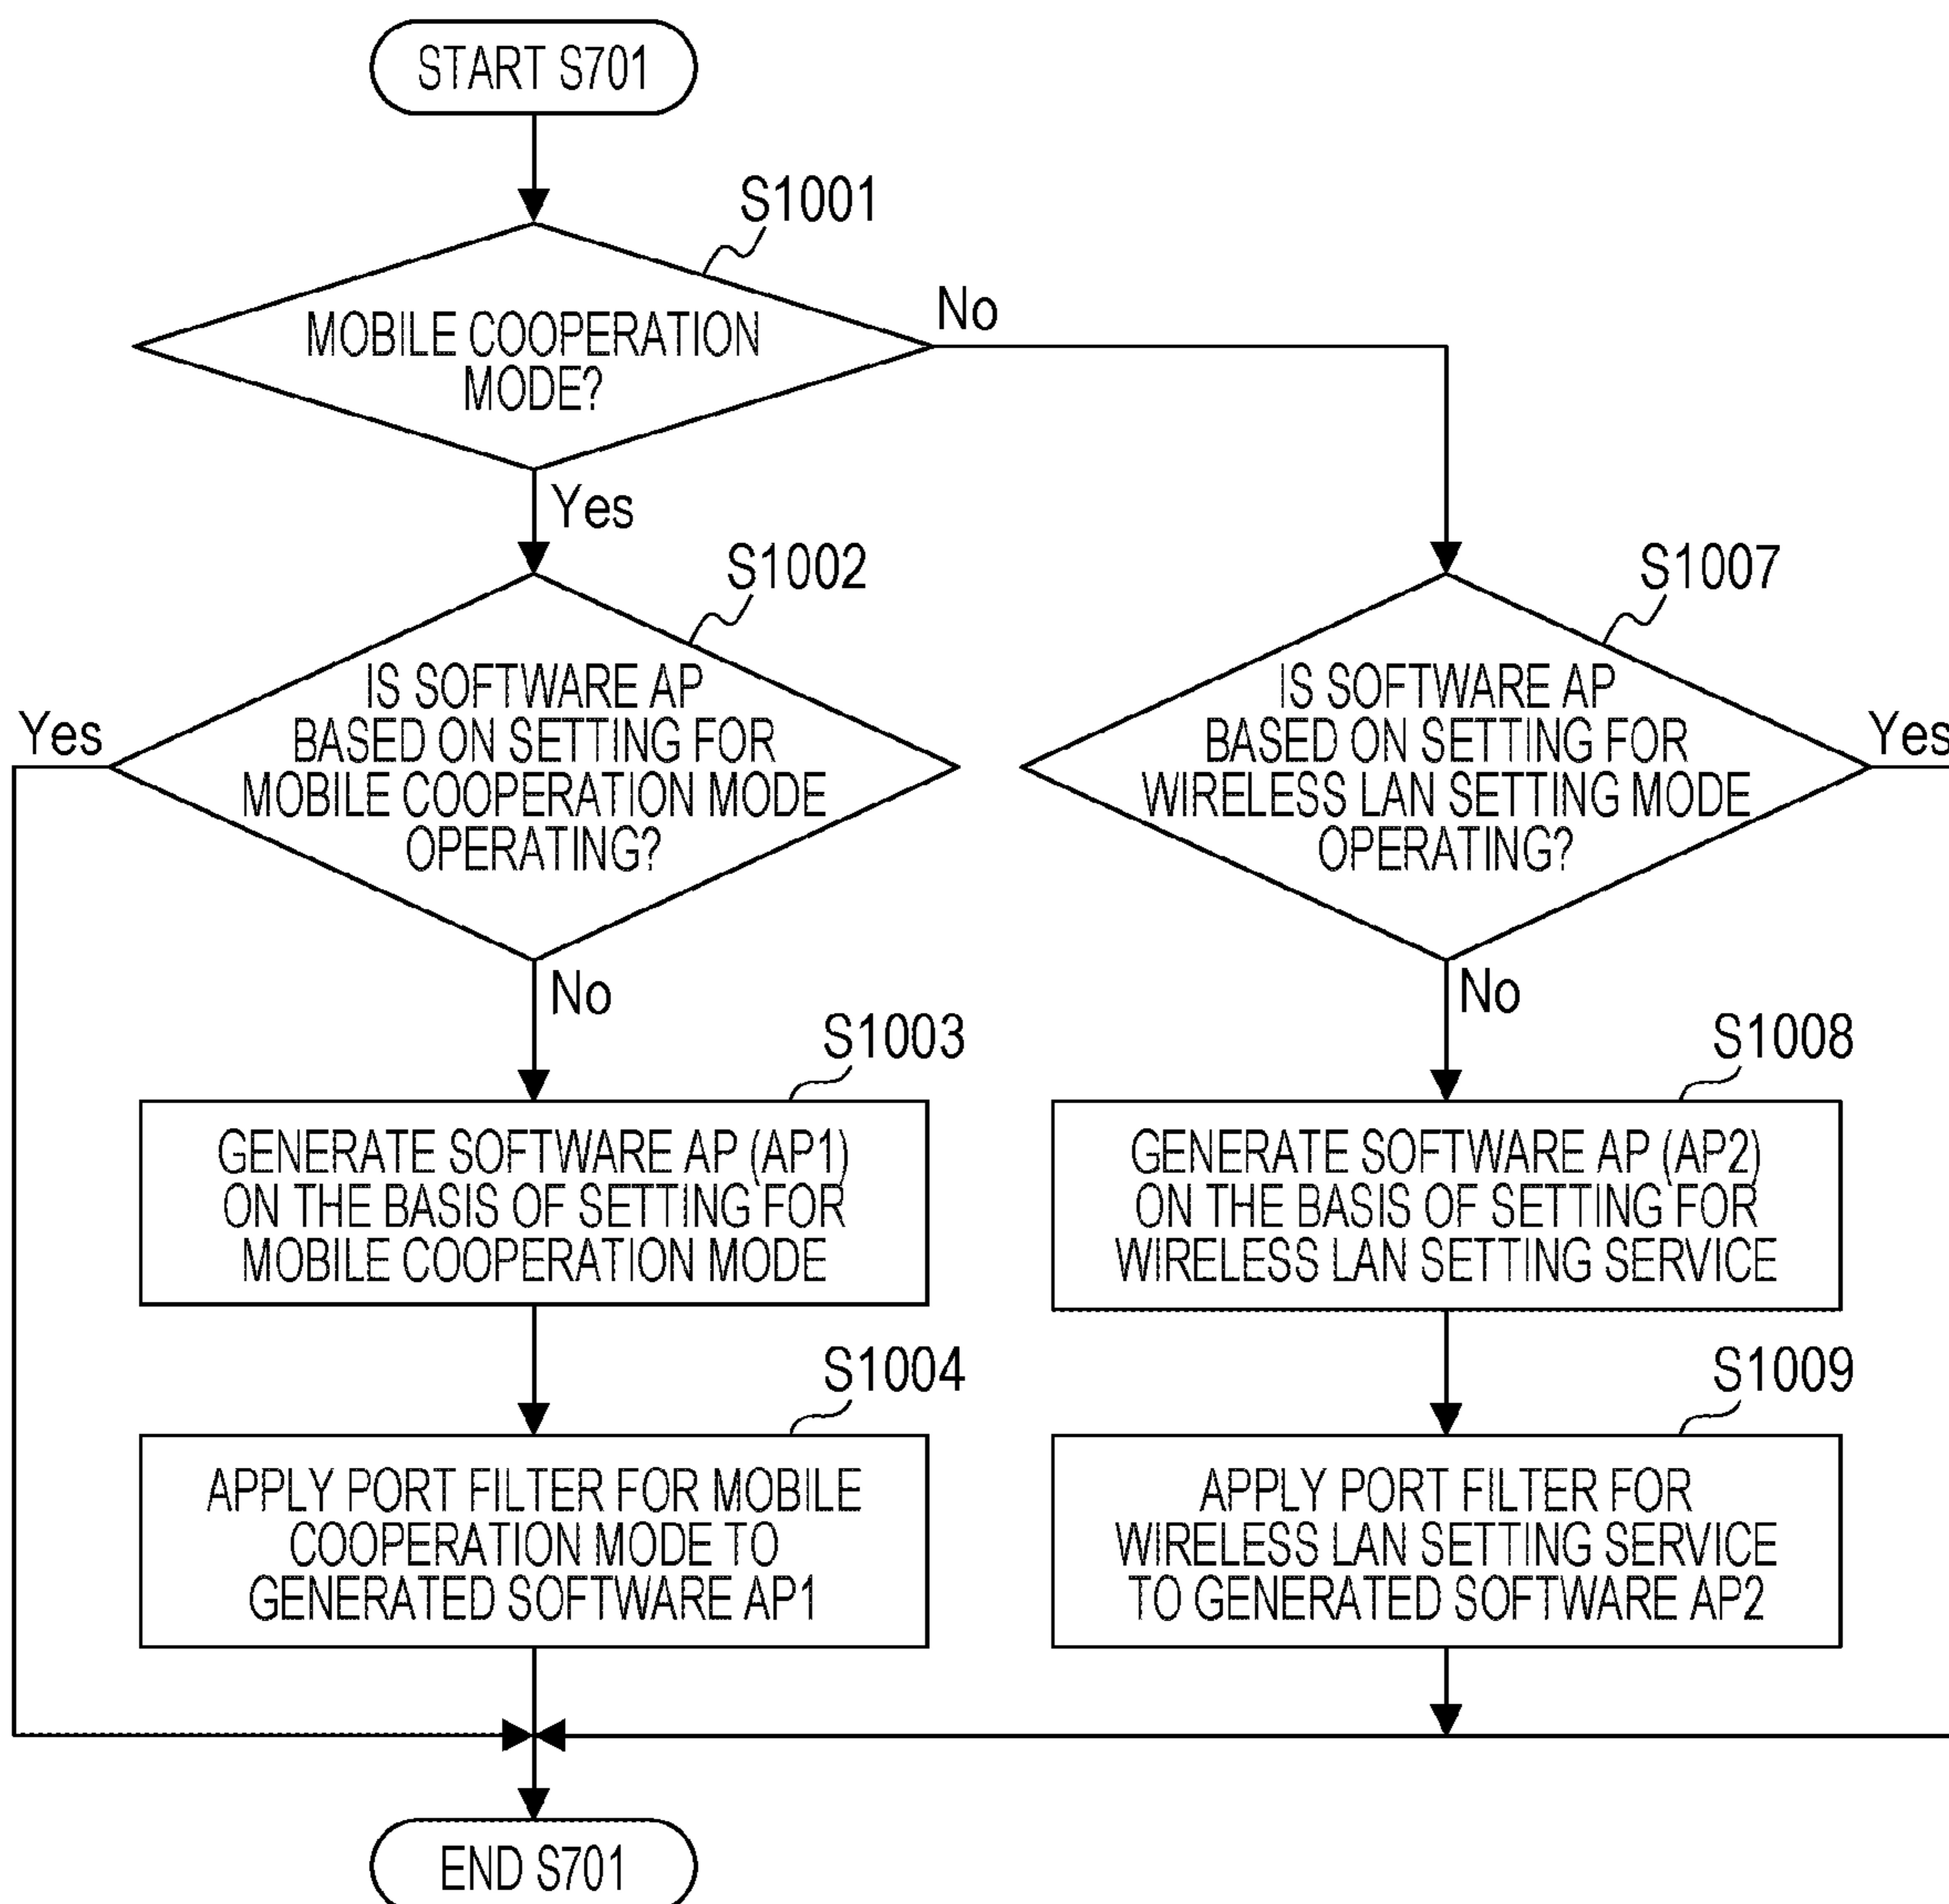 START S701
S1001
MOBILE COOPERATION
MODE?
No
Yes
S1002
IS SOFTWARE AP
BASED ON SETTING FOR
MOBILE COOPERATION MODE
OPERATING?
Yes
No
S1007
IS SOFTWARE AP
BASED ON SETTING FOR
WIRELESS LAN SETTING MODE
OPERATING?
Yes
No
S1003
GENERATE SOFTWARE AP (AP1)
ON THE BASIS OF SETTING FOR
MOBILE COOPERATION MODE
S1008
GENERATE SOFTWARE AP (AP2)
ON THE BASIS OF SETTING FOR
WIRELESS LAN SETTING SERVICE
S1004
APPLY PORT FILTER FOR MOBILE
COOPERATION MODE TO
GENERATED SOFTWARE AP1
S1009
APPLY PORT FILTER FOR
WIRELESS LAN SETTING SERVICE
TO GENERATED SOFTWARE AP2
END S701